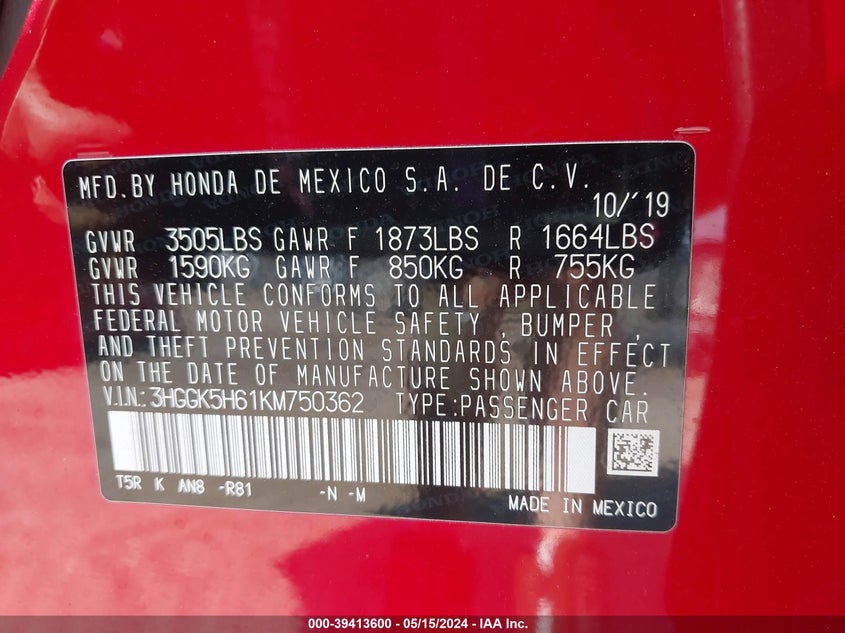 MFD.BY HONDA DE MEXICO S.A. DE C.V.
10/'19
GVWR 3505LBS GAWR F 1873LBS R 1664LBS
GVWR 1590KG GAWR F 850KG R 755KG
THIS VEHICLE CONFORMS TO ALL APPLICABLE
FEDERAL MOTOR VEHICLE SAFETY, BUMPER,
AND THEFT PREVENTION STANDARDS IN EFFECT
ON THE DATE OF MANUFACTURE SHOWN ABOVE.
V.I.N.: 3HGGK5H61KM750362 TYPE:PASSENGER CAR
T5R K AN8 -R81 -N -M
MADE IN MEXICO
000-39413600 - 05/15/2024 - IAA Inc.